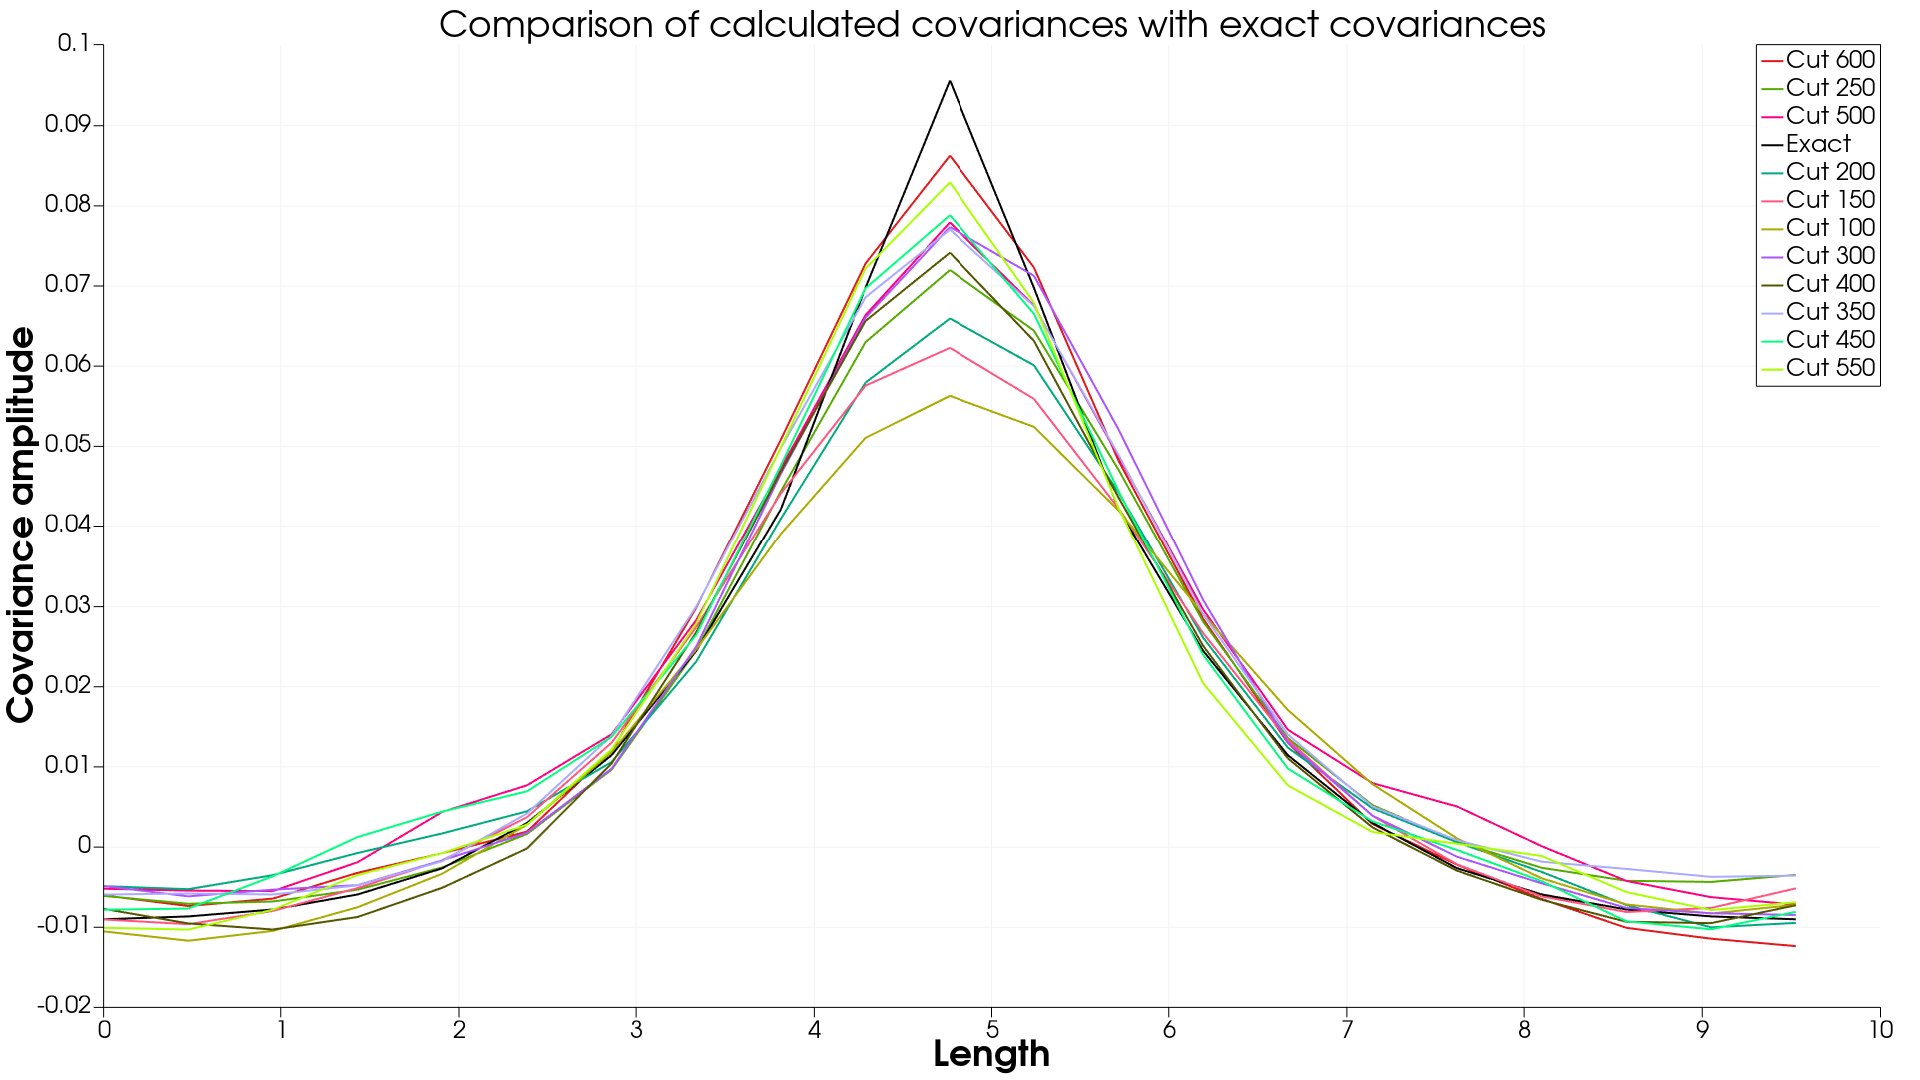 Comparison of calculated covariances with exact covariances
0.1
0.09
0.08
0.07
0.06
0.05
0.04
0.03
0.02
0.01
0
-0.01
-0.02
Covariance amplitude
Cut 600
Cut 250
Cut 500
Exact
Cut 200
Cut 150
Cut 100
Cut 300
Cut 400
Cut 350
Cut 450
Cut 550
0 1 2 3 4 5 6 7 8 9 10
Length